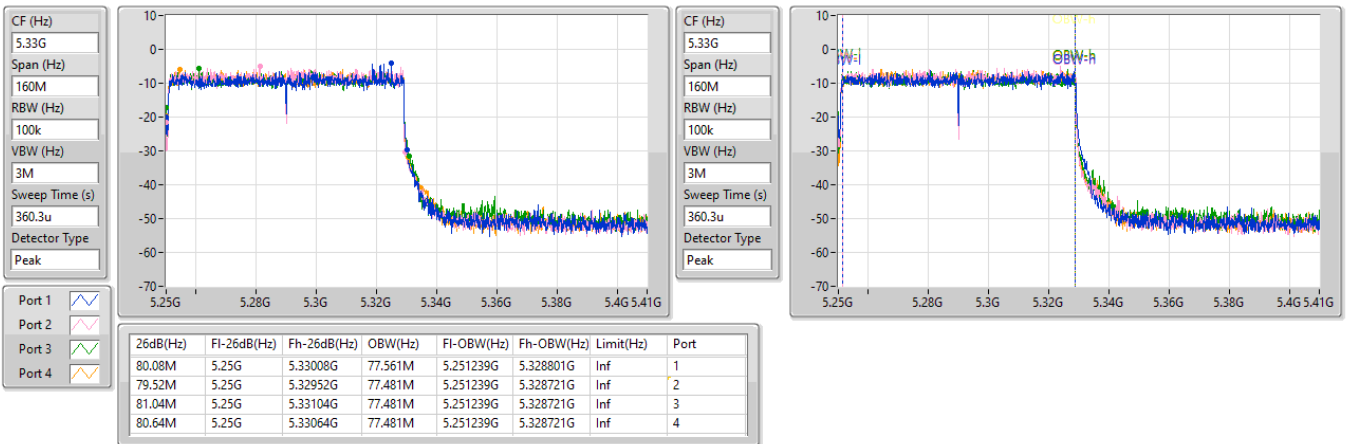 CF (Hz)
5.33G
Span (Hz)
160M
RBW (Hz)
100k
VBW (Hz)
3M
Sweep Time (s)
360.3u
Detector Type
Peak
10
0
-10
-20
-30
-40
-50
-60
-70
5.25G 5.28G 5.3G 5.32G 5.34G 5.36G 5.38G 5.4G 5.41G
CF (Hz)
5.33G
Span (Hz)
160M
RBW (Hz)
100k
VBW (Hz)
3M
Sweep Time (s)
360.3u
Detector Type
Peak
OBW-h
10
0
-10
-20
-30
-40
-50
-60
-70
5.25G 5.28G 5.3G 5.32G 5.34G 5.36G 5.38G 5.4G 5.41G
Port 1
Port 2
Port 3
Port 4
26dB(Hz) Fl-26dB(Hz) Fh-26dB(Hz) OBW(Hz) Fl-OBW(Hz) Fh-OBW(Hz) Limit(Hz) Port
80.08M 5.25G 5.33008G 77.561M 5.251239G 5.328801G Inf 1
79.52M 5.25G 5.32952G 77.481M 5.251239G 5.328721G Inf 2
81.04M 5.25G 5.33104G 77.481M 5.251239G 5.328721G Inf 3
80.64M 5.25G 5.33064G 77.481M 5.251239G 5.328721G Inf 4